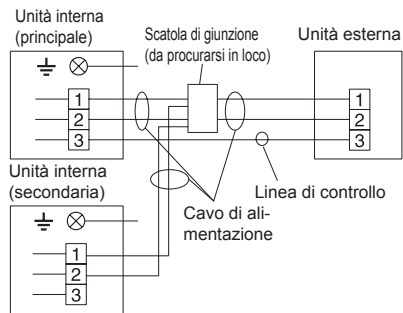 Unità interna
(principale)
Scatola di giunzione
(da procurarsi in loco)
Unità esterna
1
2
3
1
2
3
Unità interna
(secondaria)
Linea di controllo
Cavo di ali-
mentazione
1
2
3